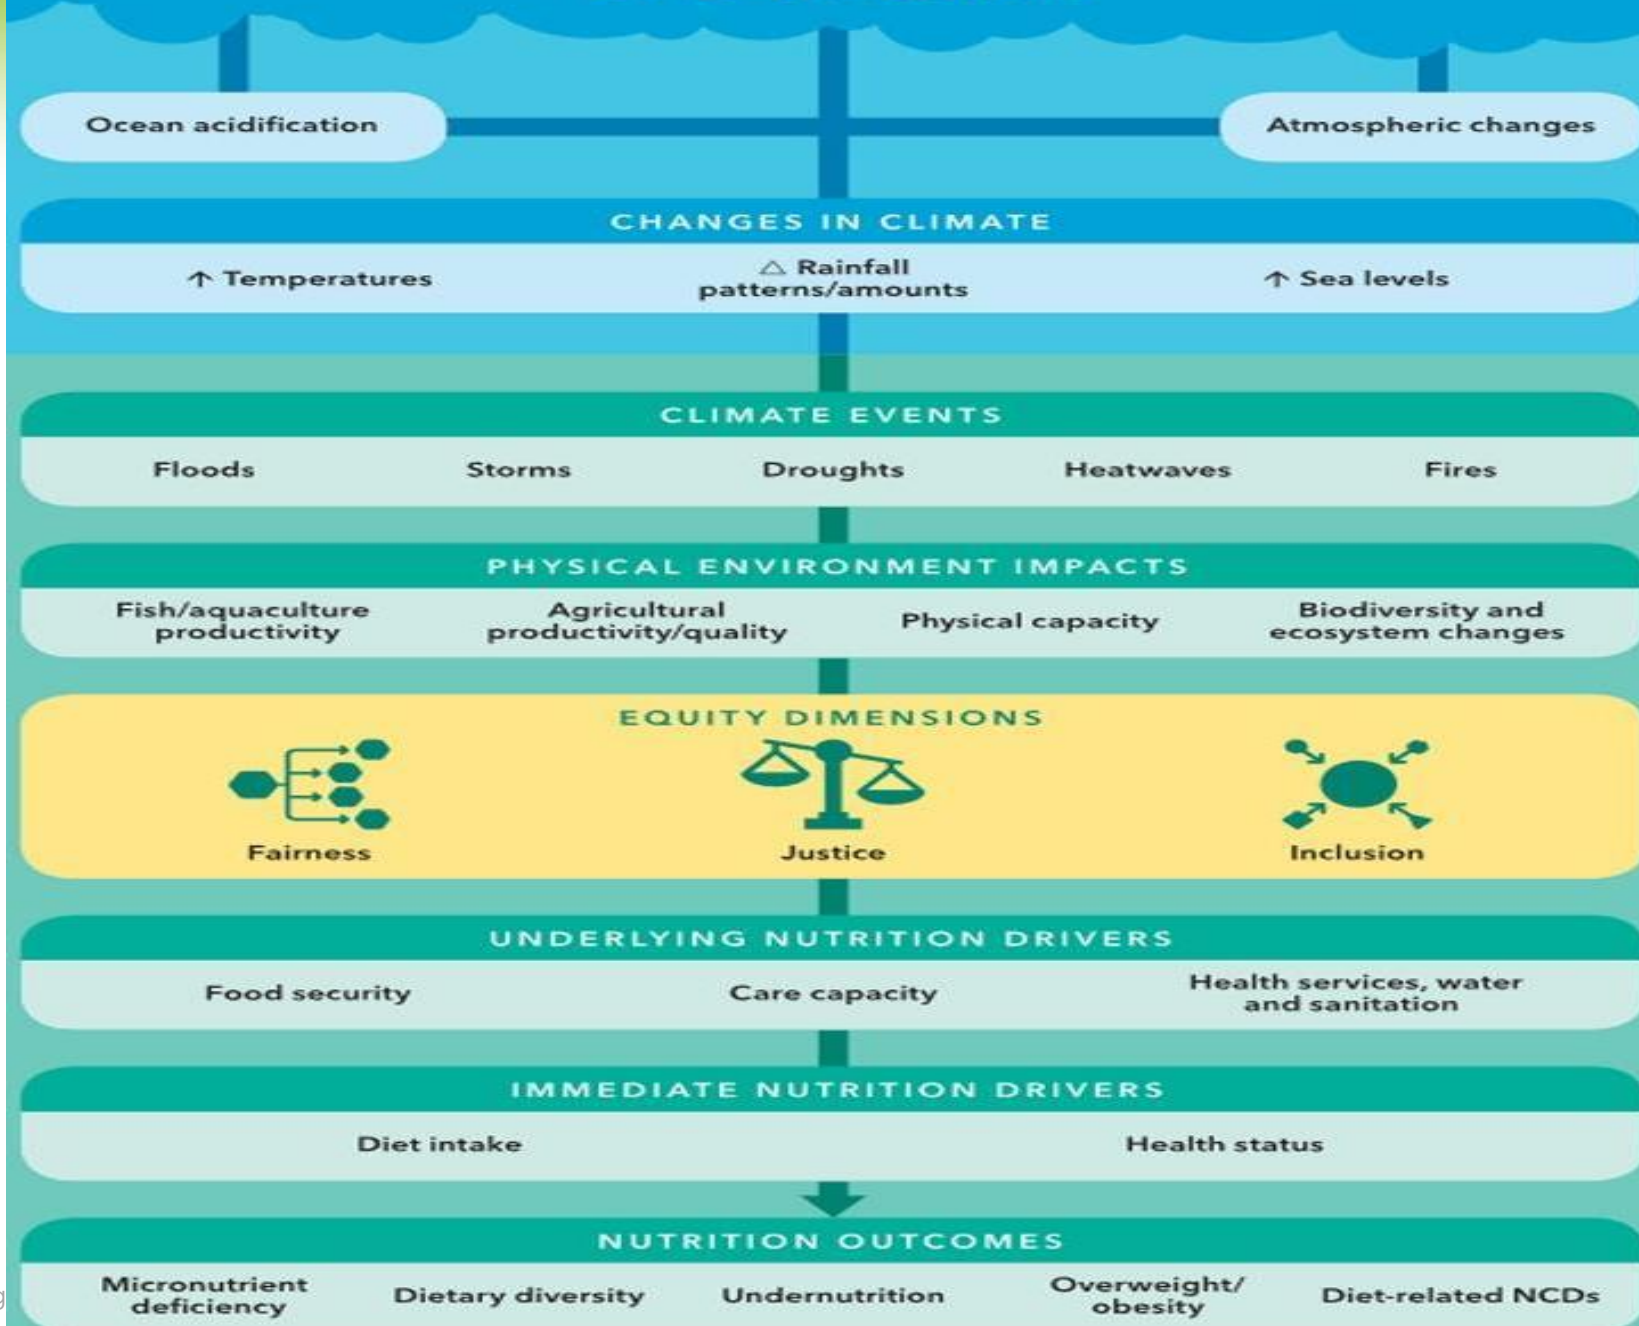 Ocean acidification
Atmospheric changes
CHANGES IN CLIMATE
↑ Temperatures
△ Rainfall
patterns/amounts
↑ Sea levels
CLIMATE EVENTS
Floods
Storms
Droughts
Heatwaves
Fires
PHYSICAL ENVIRONMENT IMPACTS
Fish/aquaculture
productivity
Agricultural
productivity/quality
Physical capacity
Biodiversity and
ecosystem changes
EQUITY DIMENSIONS
Fairness
Justice
Inclusion
UNDERLYING NUTRITION DRIVERS
Food security
Care capacity
Health services, water
and sanitation
IMMEDIATE NUTRITION DRIVERS
Diet intake
Health status
NUTRITION OUTCOMES
Micronutrient
deficiency
Dietary diversity
Undernutrition
Overweight/
obesity
Diet-related NCDs